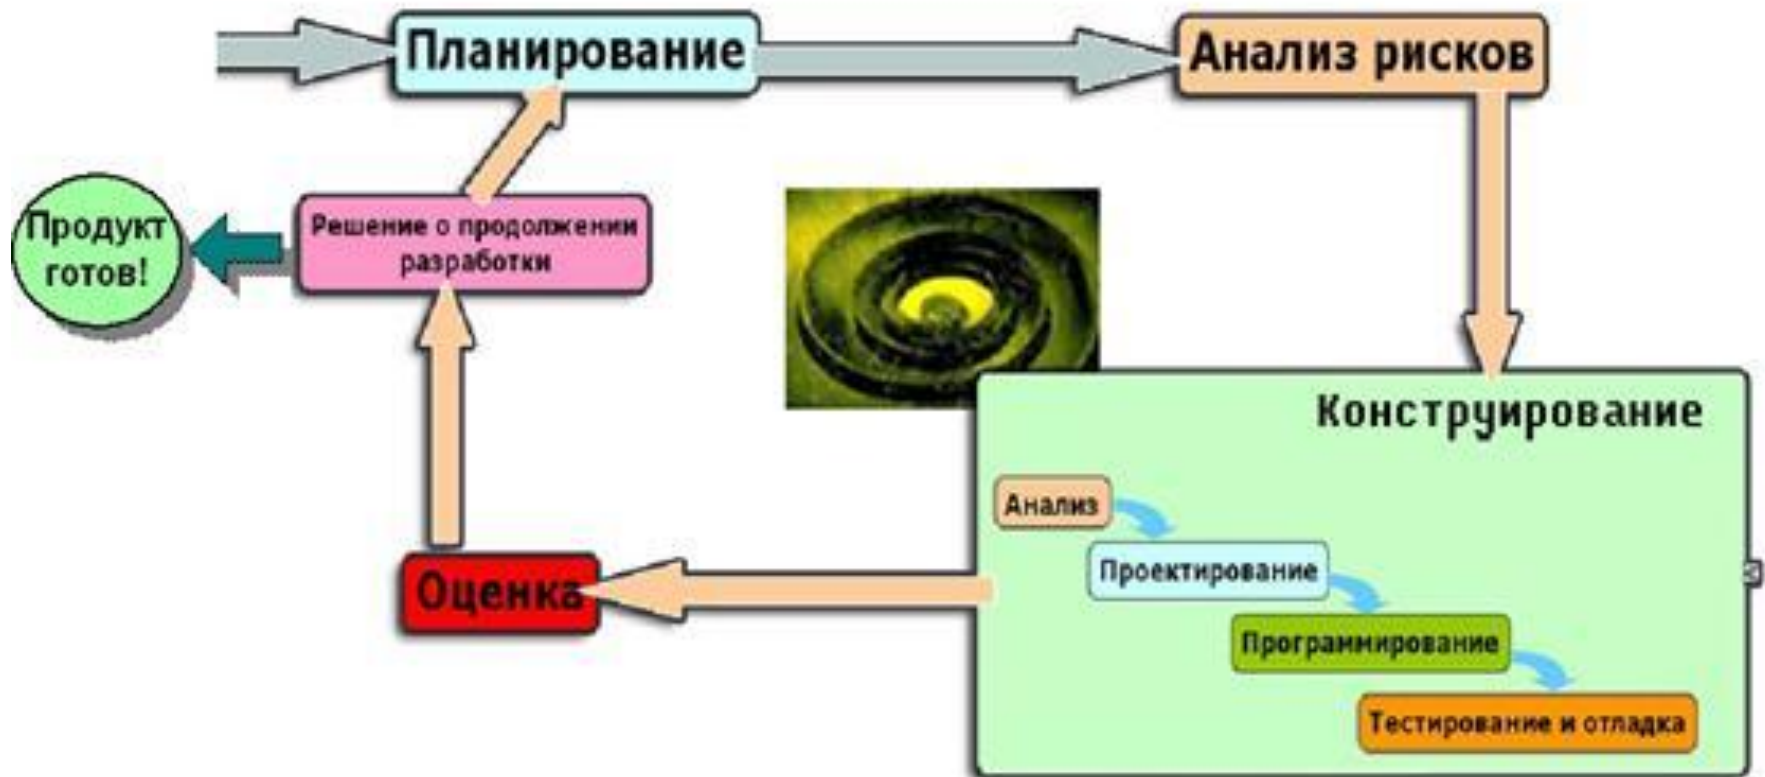 Планирование
Анализ рисков
Продукт
готов!
Решение о продолжении
разработки
Конструирование
Анализ
Проектирование
Программирование
Тестирование и отладка
Оценка